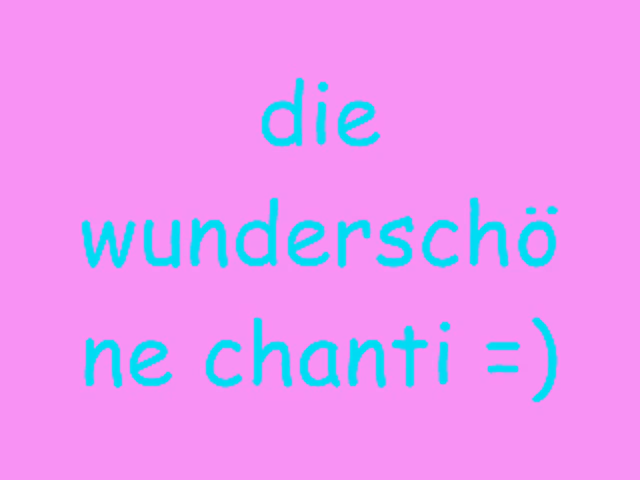 die
wunderschö
ne chanti =)